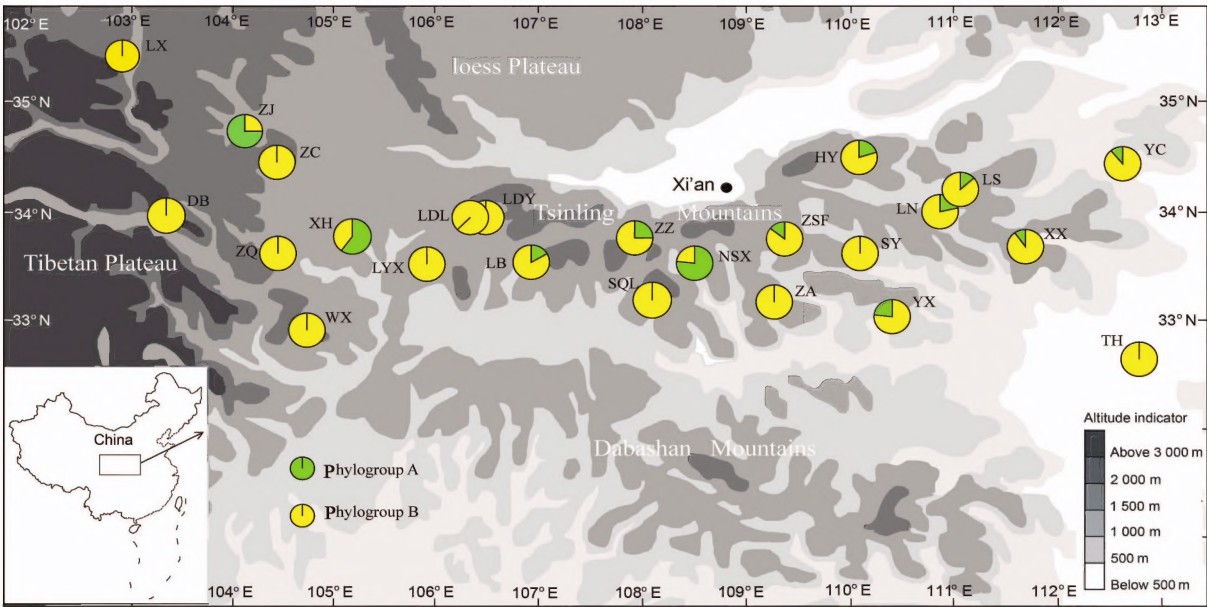 102° E 103° E 104° E 105° E 106° E 107° E 108° E 109° E 110° E 111° E 112° E 113° E
LX
loess Plateau
35° N
35° N
ZJ
ZC
HY
YC
Xi'an
LS
34° N
34° N
DB
XH
LDL
LDY
Tsinling Mountains
ZZ
ZSF
LN
XX
ZQ
LYX
LB
NSX
SY
Tibetan Plateau
SQL
ZA
YX
33° N
33° N
WX
TH
China
Dabashan Mountains
Phylogroup A
Phylogroup B
Altitude indicator
Above 3 000 m
2 000 m
1 500 m
1 000 m
500 m
Below 500 m
104° E 105° E 106° E 107° E 108° E 109° E 110° E 111° E 112° E 113° E